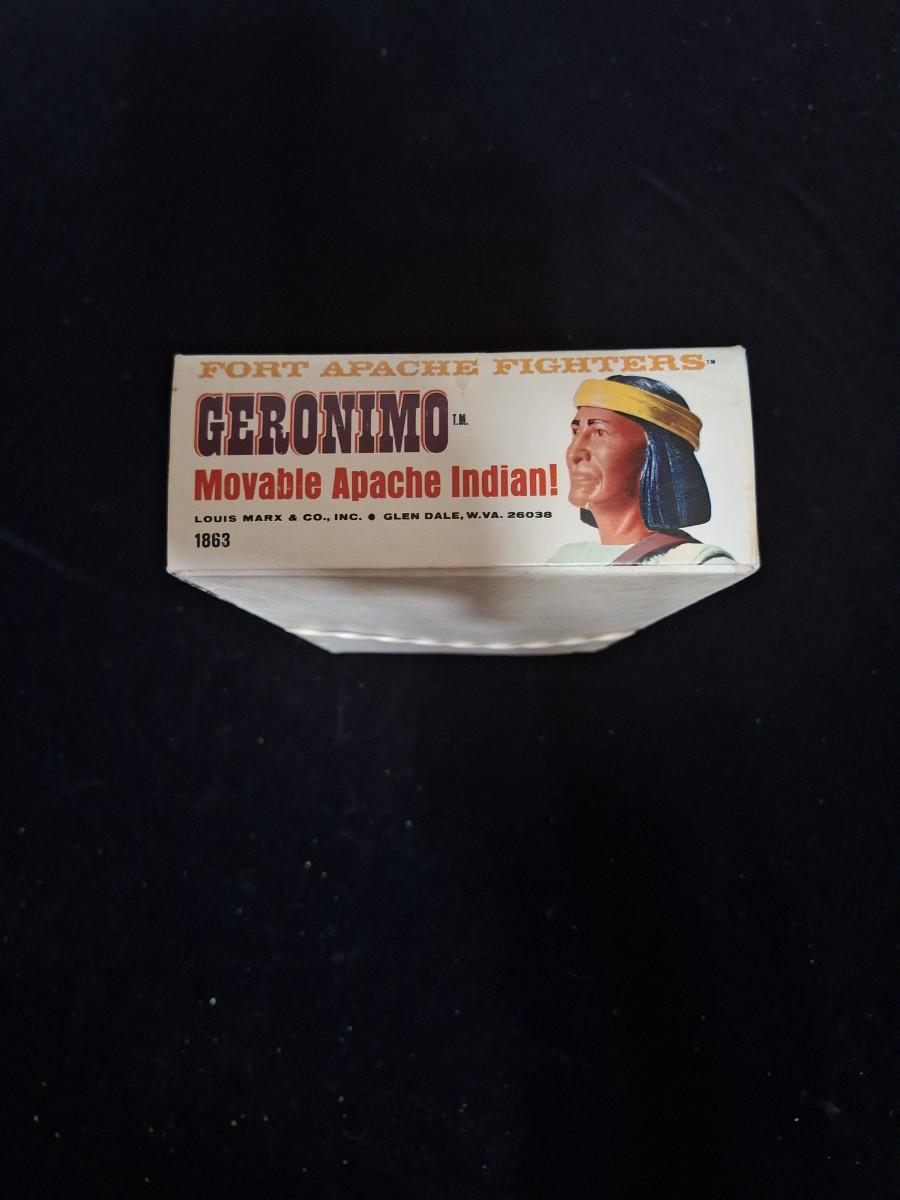 FORT APACHE FIGHTERS™
GERONIMO T.M.
Movable Apache Indian!
LOUIS MARX & CO., INC. ● GLEN DALE, W.VA. 26038
1863